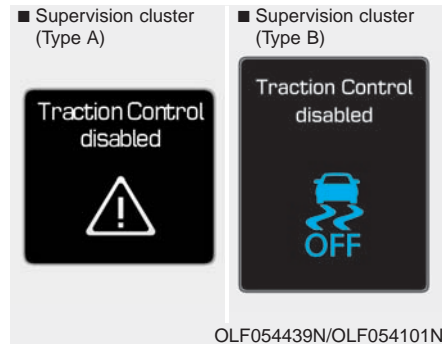 ■ Supervision cluster
(Type A)
Traction Control
disabled
■ Supervision cluster
(Type B)
Traction Control
disabled
OFF
OLF054439N/OLF054101N